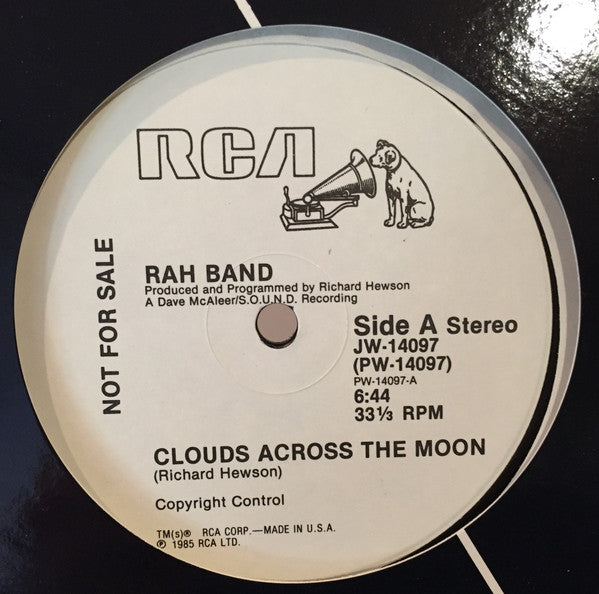 RCA
NOT FOR SALE
RAH BAND
Produced and Programmed by Richard Hewson
A Dave McAleer/S.O.U.N.D. Recording
Side A Stereo
JW-14097
(PW-14097)
PW-14097-A
6:44
33⅓ RPM
CLOUDS ACROSS THE MOON
(Richard Hewson)
Copyright Control
TM(s)® RCA CORP.—MADE IN U.S.A.
℗ 1985 RCA LTD.